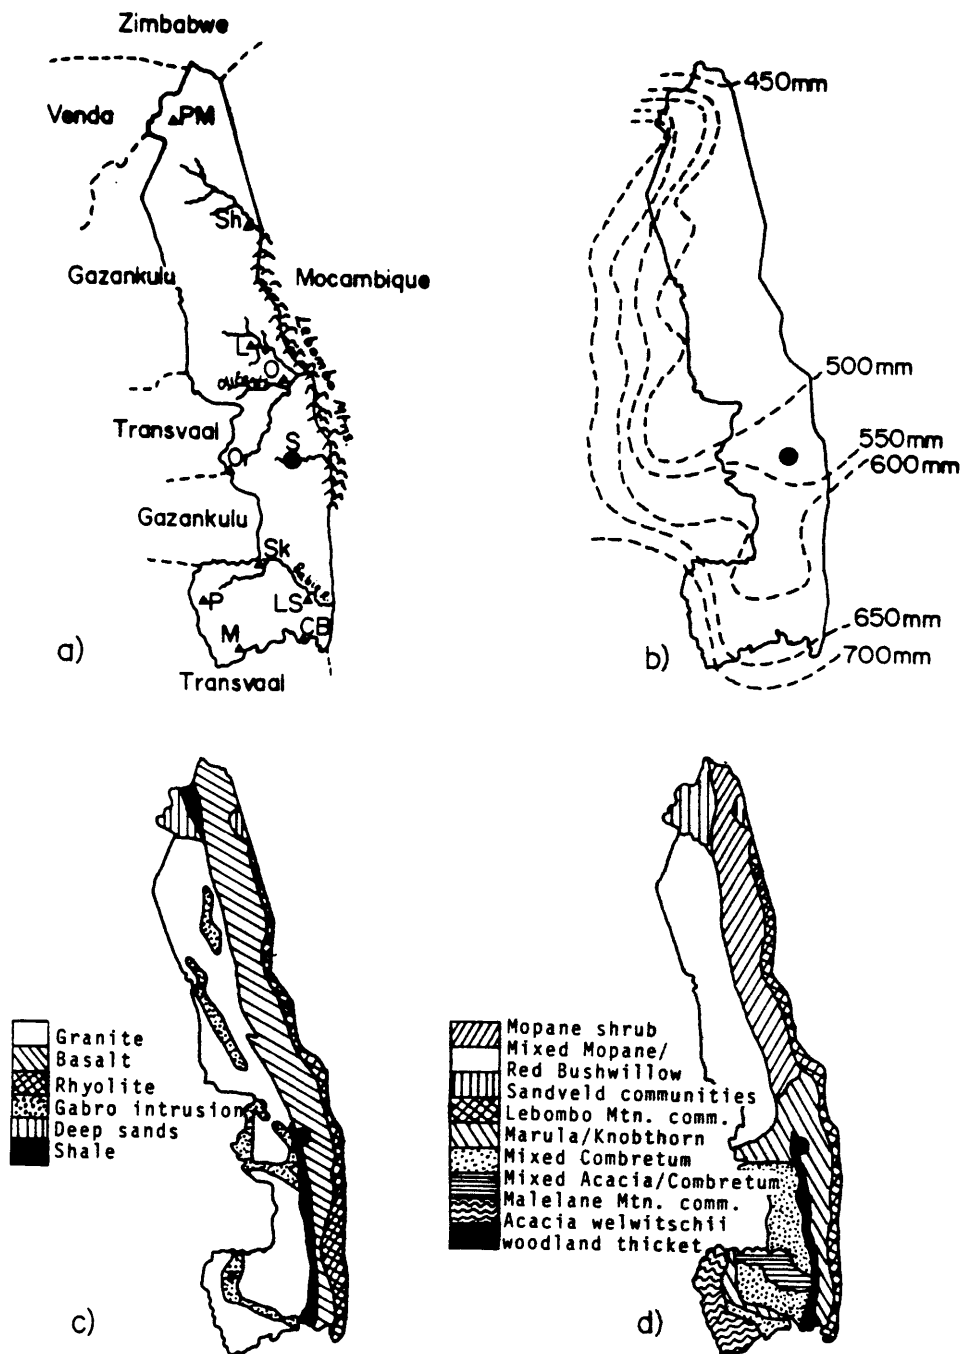 Zimbabwe
Venda
PM
Sh
Gazankulu
Mocambique
Lebombo Mtns.
L
O
Olifants
Transvaal
O
S
Gazankulu
Sk
Sabie R.
P
LS
M
CB
Transvaal
a)
450mm
500mm
550mm
600mm
650mm
700mm
b)
Granite
Basalt
Rhyolite
Gabro intrusion
Deep sands
Shale
c)
Mopane shrub
Mixed Mopane/
Red Bushwillow
Sandveld communities
Lebombo Mtn. comm.
Marula/Knobthorn
Mixed Combretum
Mixed Acacia/Combretum
Malelane Mtn. comm.
Acacia welwitschii
woodland thicket
d)